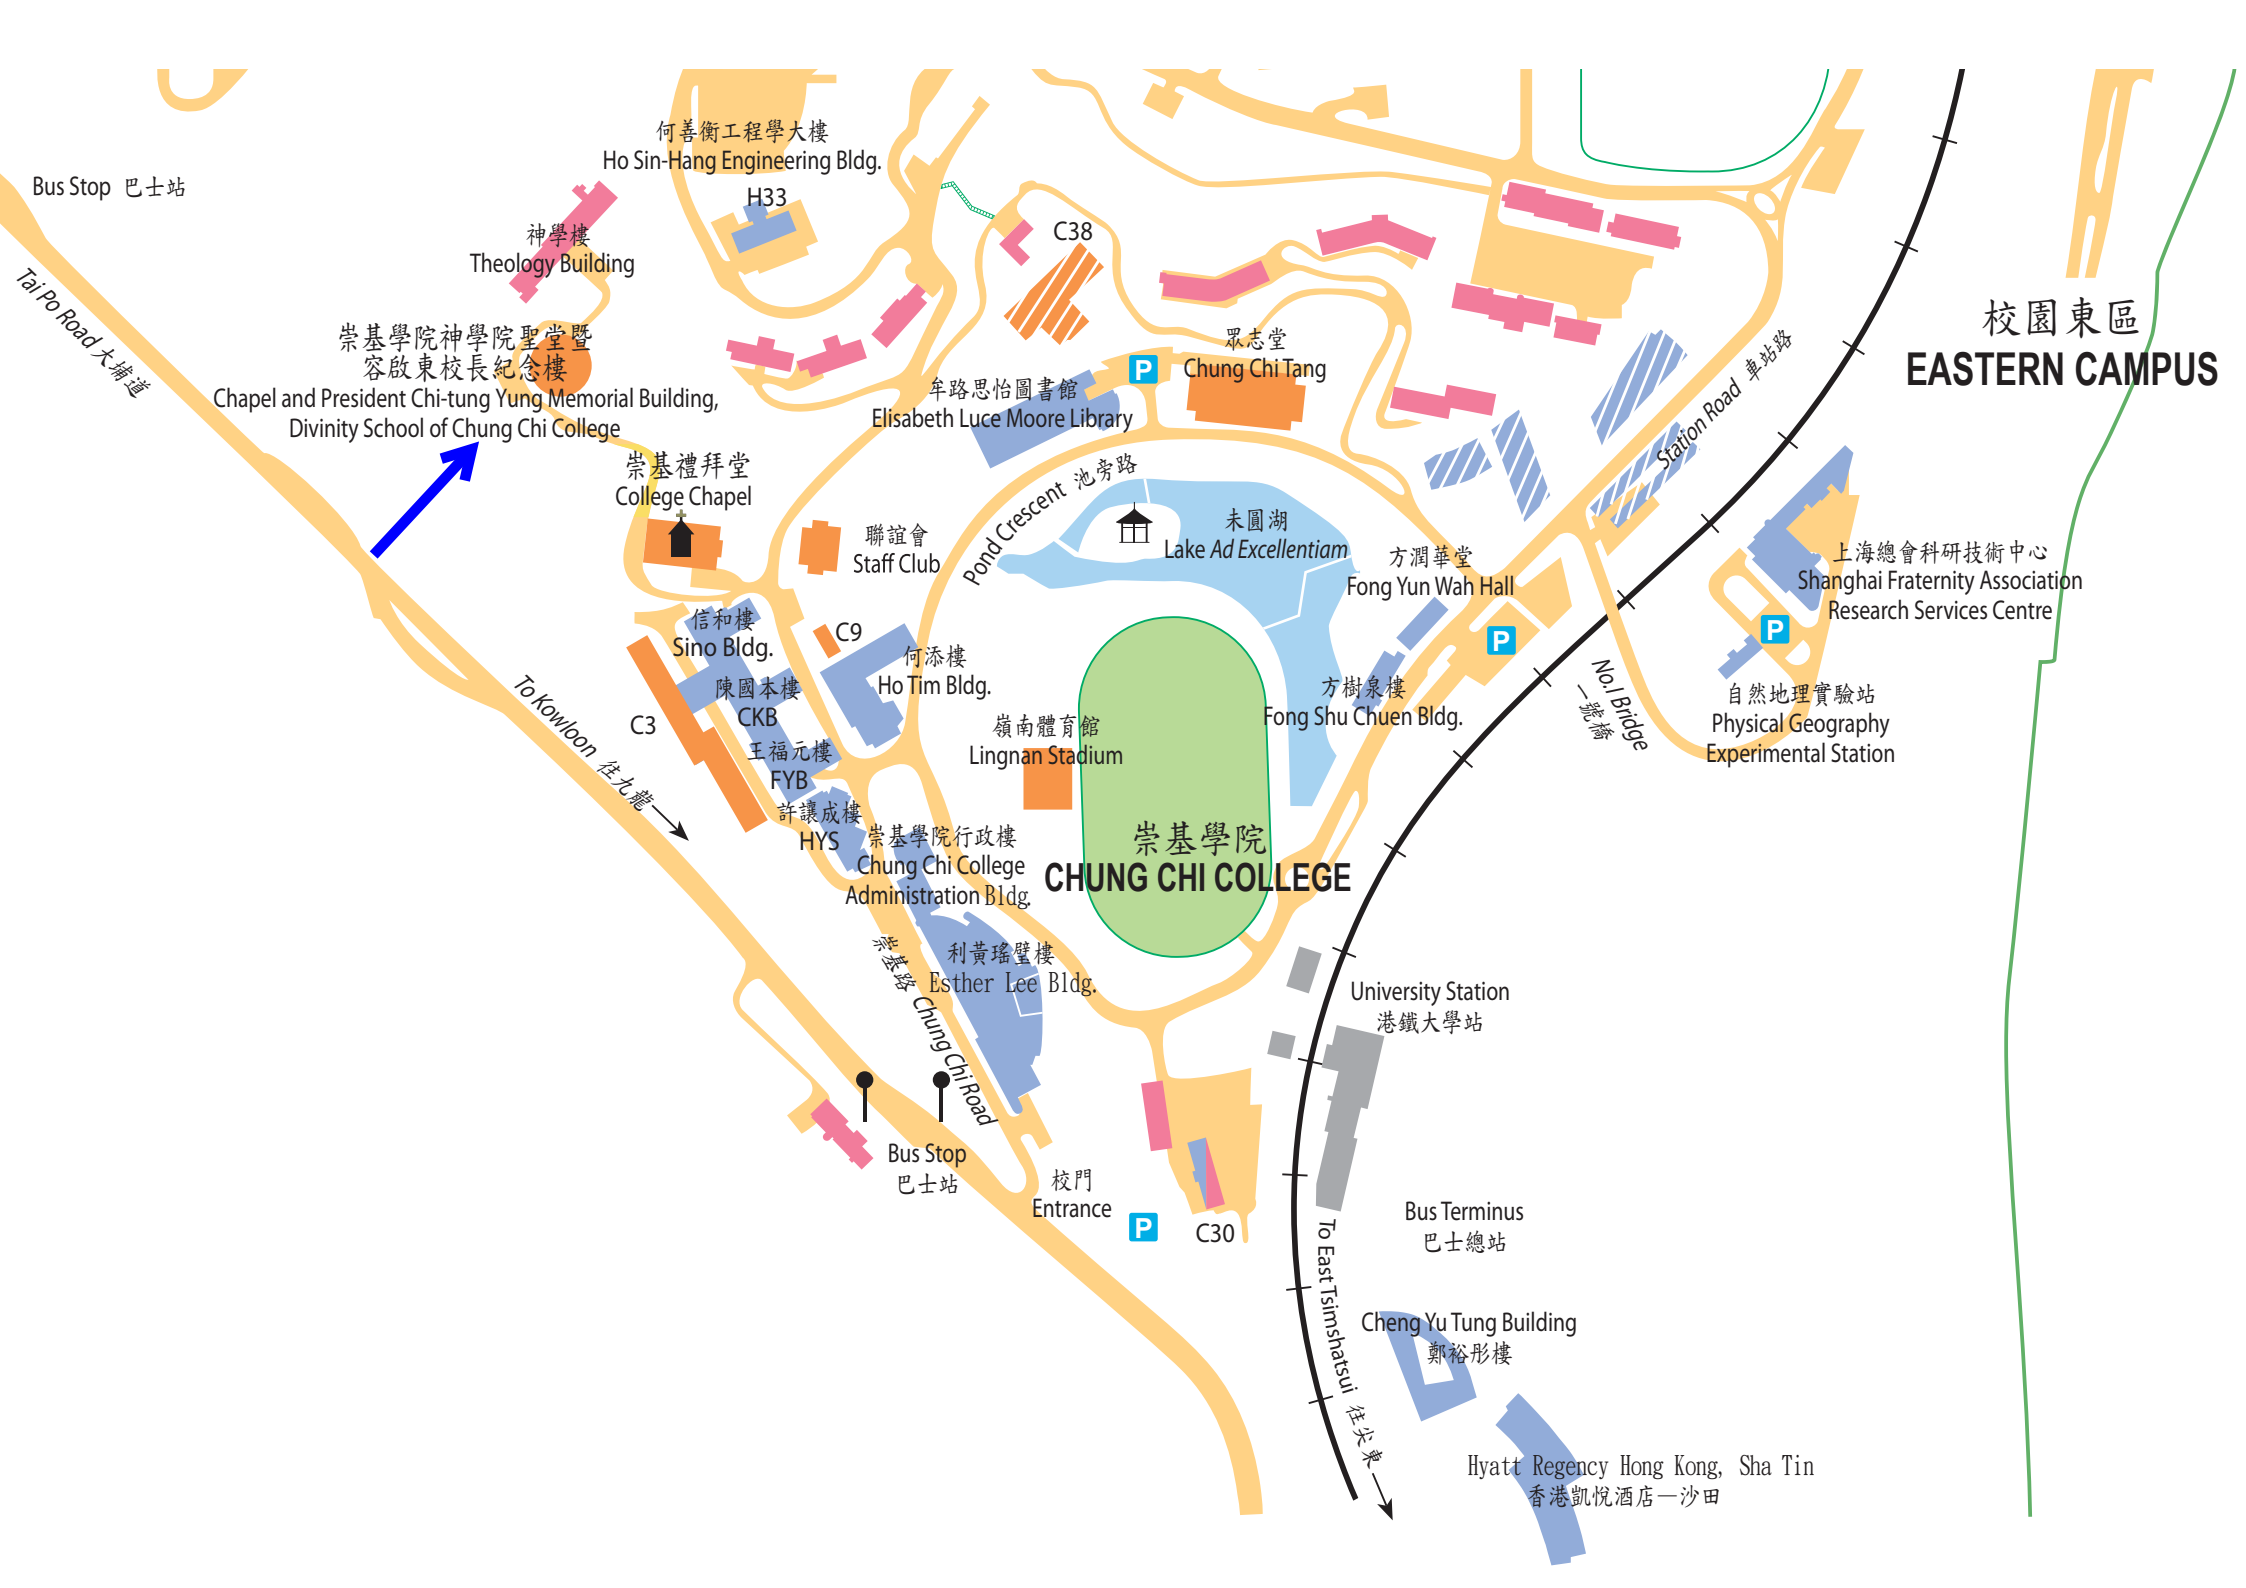 何善衡工程學大樓
Ho Sin-Hang Engineering Bldg.
H33
Bus Stop 巴士站
神學樓
Theology Building
C38
Tai Po Road 大埔道
崇基學院神學院聖堂暨
容啟東校長紀念樓
Chapel and President Chi-tung Yung Memorial Building,
Divinity School of Chung Chi College
眾志堂
Chung Chi Tang
P
牟路思怡圖書館
Elisabeth Luce Moore Library
校園東區
EASTERN CAMPUS
Station Road 車站路
崇基禮拜堂
College Chapel
Pond Crescent 池旁路
聯誼會
Staff Club
未圓湖
Lake Ad Excellentiam
方潤華堂
Fong Yun Wah Hall
上海總會科研技術中心
Shanghai Fraternity Association
Research Services Centre
P
P
信和樓
Sino Bldg.
C9
何添樓
Ho Tim Bldg.
陳國本樓
CKB
C3
方樹泉樓
Fong Shu Chuen Bldg.
No.1 Bridge
一號橋
自然地理實驗站
Physical Geography
Experimental Station
嶺南體育館
Lingnan Stadium
To Kowloon 往九龍
王福元樓
FYB
許讓成樓
HYS
崇基學院行政樓
Chung Chi College
Administration Bldg.
崇基學院
CHUNG CHI COLLEGE
利黃瑤璧樓
Esther Lee Bldg.
崇基路 Chung Chi Road
University Station
港鐵大學站
Bus Stop
巴士站
校門
Entrance
P
C30
Bus Terminus
巴士總站
To East Tsimshatsui 往尖東
Cheng Yu Tung Building
鄭裕彤樓
Hyatt Regency Hong Kong, Sha Tin
香港凱悅酒店—沙田